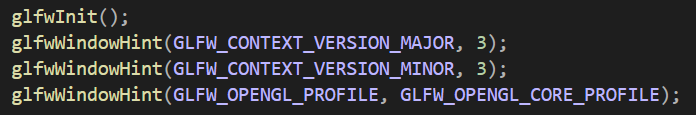 glfwInit();
glfwWindowHint(GLFW_CONTEXT_VERSION_MAJOR, 3);
glfwWindowHint(GLFW_CONTEXT_VERSION_MINOR, 3);
glfwWindowHint(GLFW_OPENGL_PROFILE, GLFW_OPENGL_CORE_PROFILE);